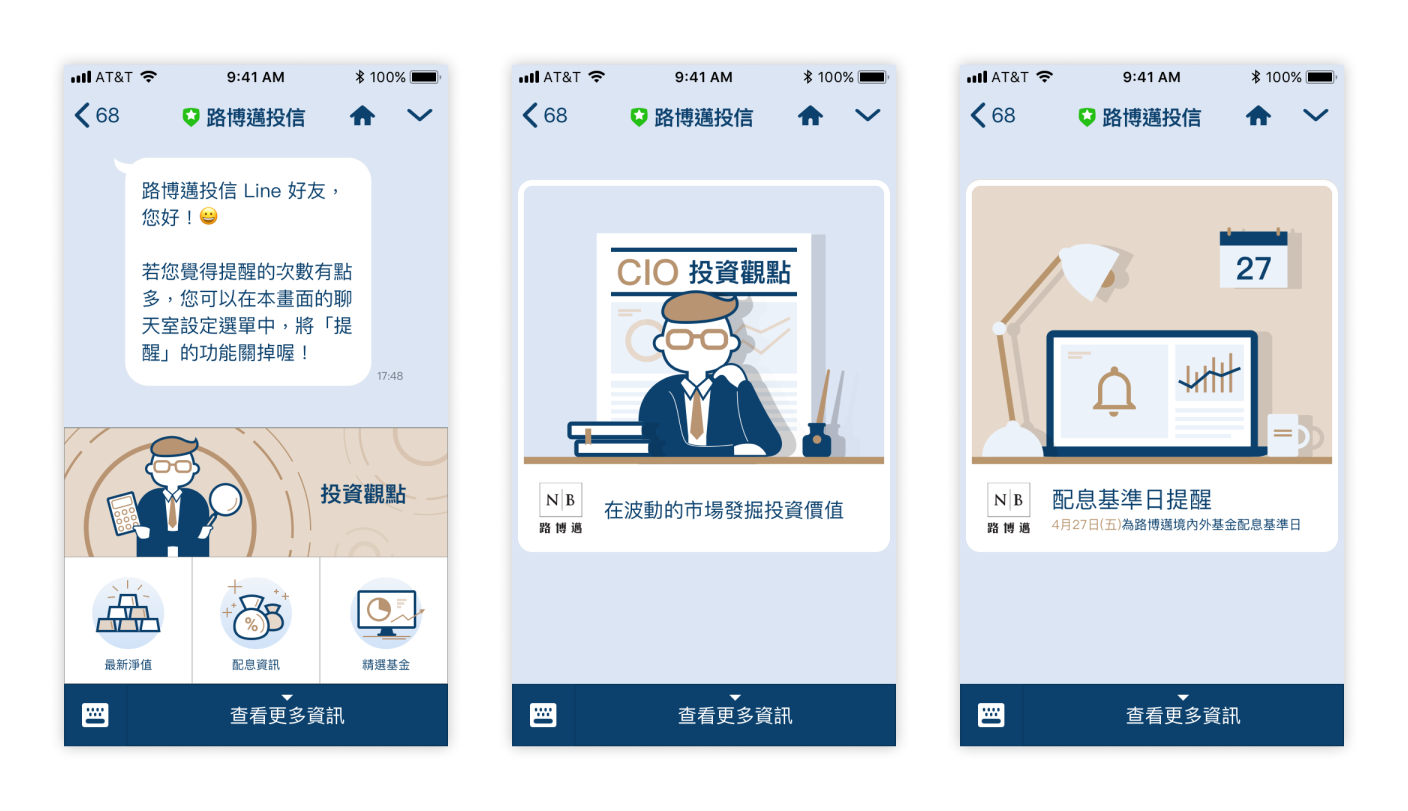 AT&T 9:41 AM 100%
68 路博邁投信
路博邁投信 Line 好友，
您好！😀
若您覺得提醒的次數有點
多，您可以在本畫面的聊
天室設定選單中，將「提
醒」的功能關掉喔！
17:48
投資觀點
最新淨值 配息資訊 精選基金
查看更多資訊
AT&T 9:41 AM 100%
68 路博邁投信
CIO 投資觀點
N|B
路博邁
在波動的市場發掘投資價值
查看更多資訊
AT&T 9:41 AM 100%
68 路博邁投信
27
N|B
路博邁
配息基準日提醒
4月27日(五)為路博邁境內外基金配息基準日
查看更多資訊